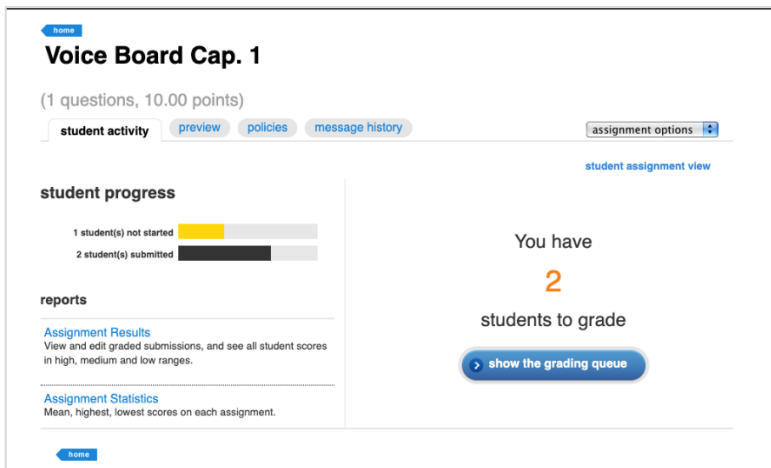 home
Voice Board Cap. 1
(1 questions, 10.00 points)
student activity preview policies message history assignment options
student assignment view
student progress
1 student(s) not started
2 student(s) submitted
reports
Assignment Results
View and edit graded submissions, and see all student scores
in high, medium and low ranges.
Assignment Statistics
Mean, highest, lowest scores on each assignment.
You have
2
students to grade
show the grading queue
home